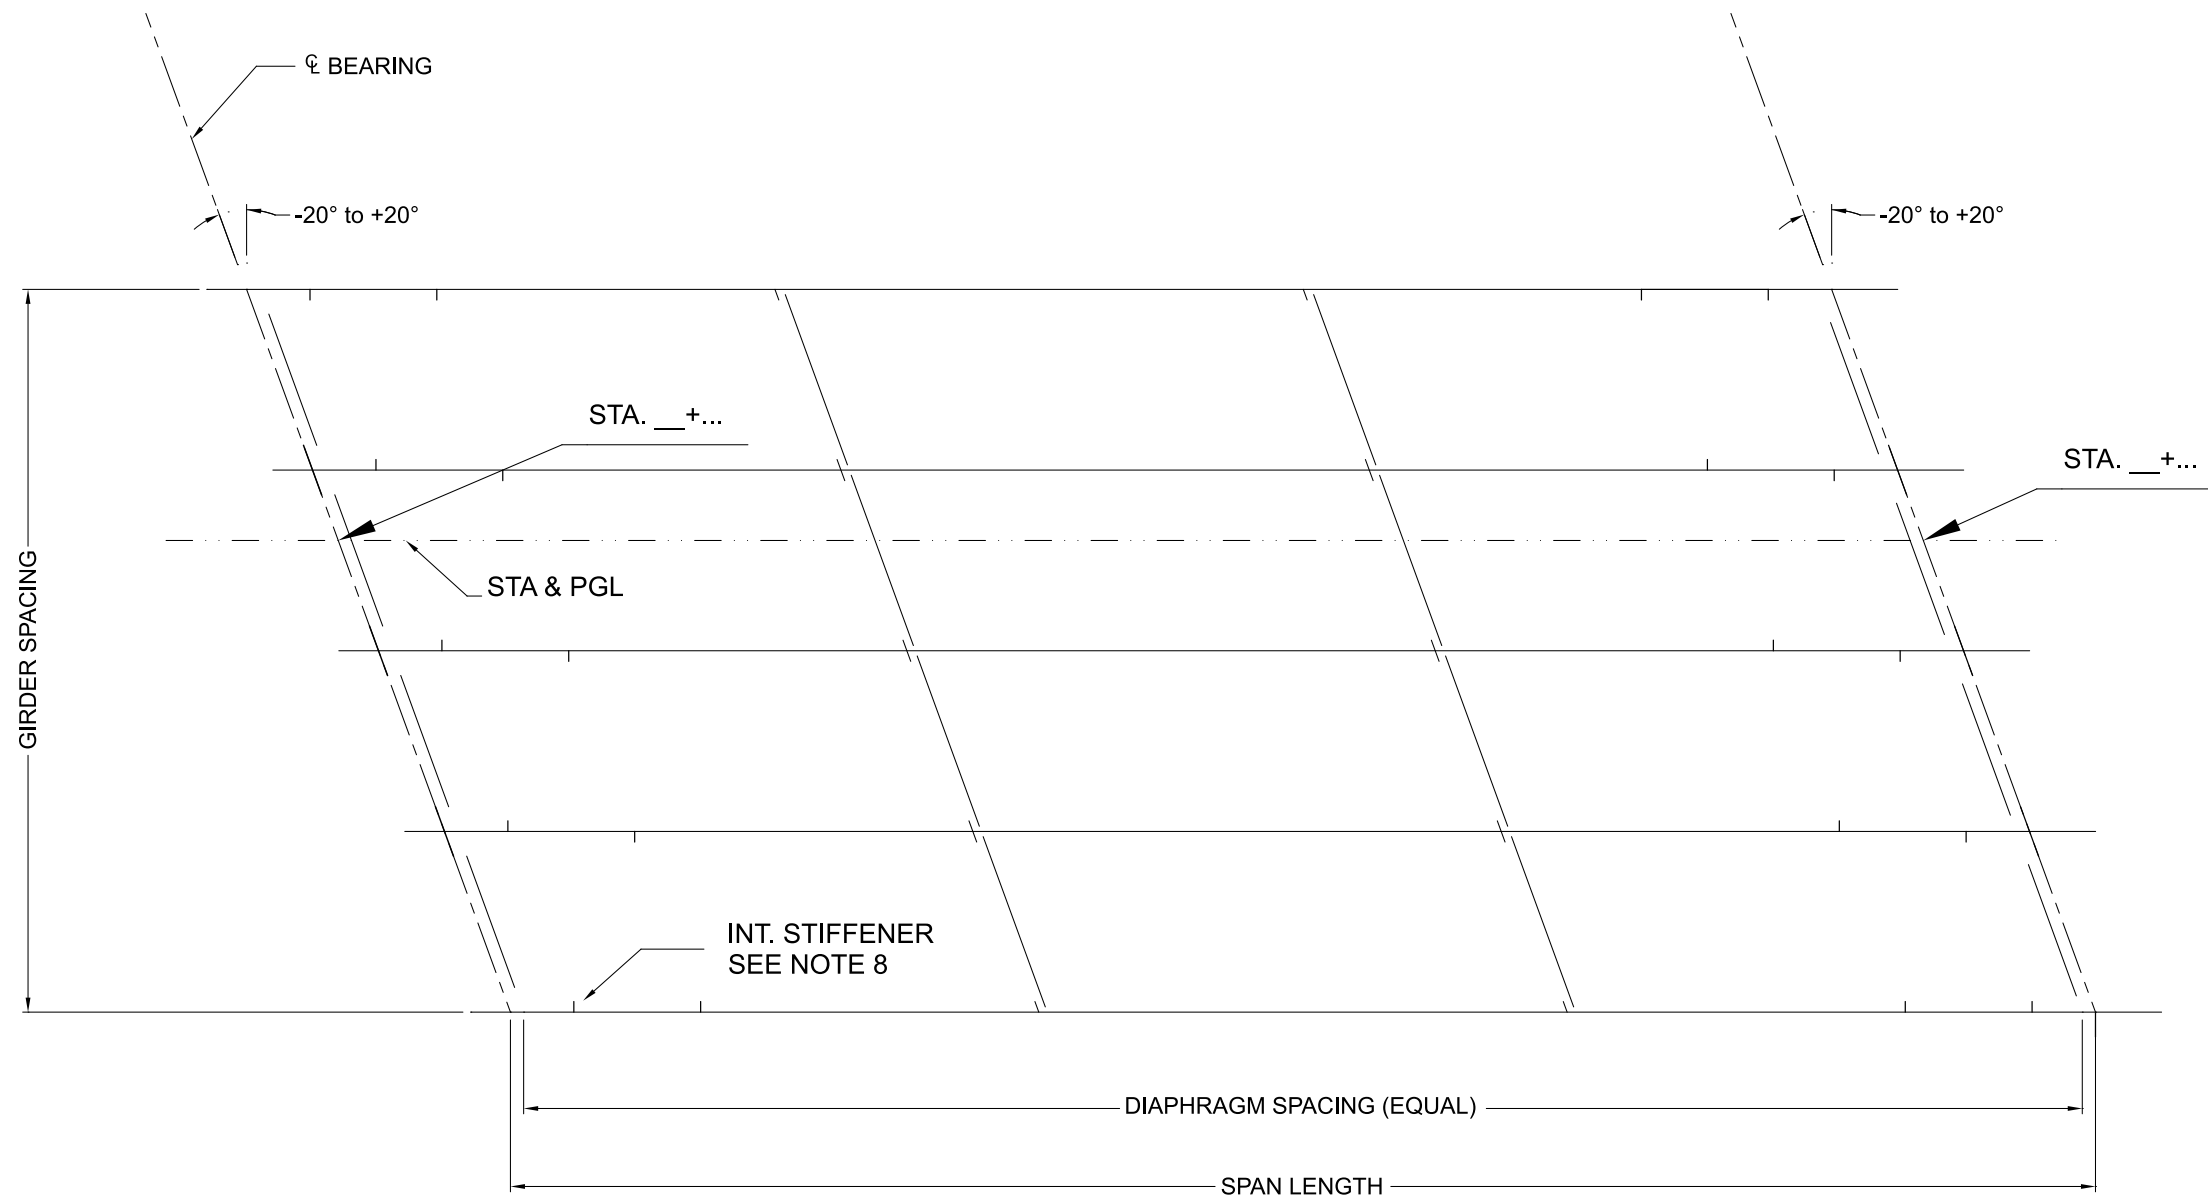 ℄ BEARING
-20° to +20°
-20° to +20°
STA. __+...
STA. __+...
STA & PGL
GIRDER SPACING
INT. STIFFENER
SEE NOTE 8
DIAPHRAGM SPACING (EQUAL)
SPAN LENGTH